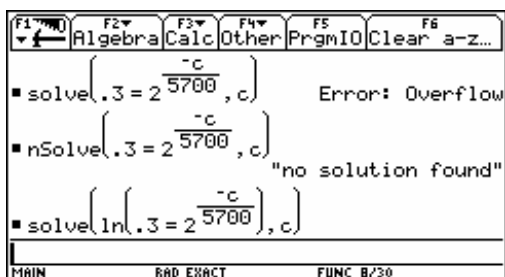 F1 F2 F3 F4 F5 F6
Algebra Calc Other PrgmIO Clear a-z…
▪ solve(.3 = 2^(-c/5700), c) Error: Overflow
▪ nSolve(.3 = 2^(-c/5700), c)
"no solution found"
▪ solve(ln(.3 = 2^(-c/5700)), c)
MAIN RAD EXACT FUNC 8/30